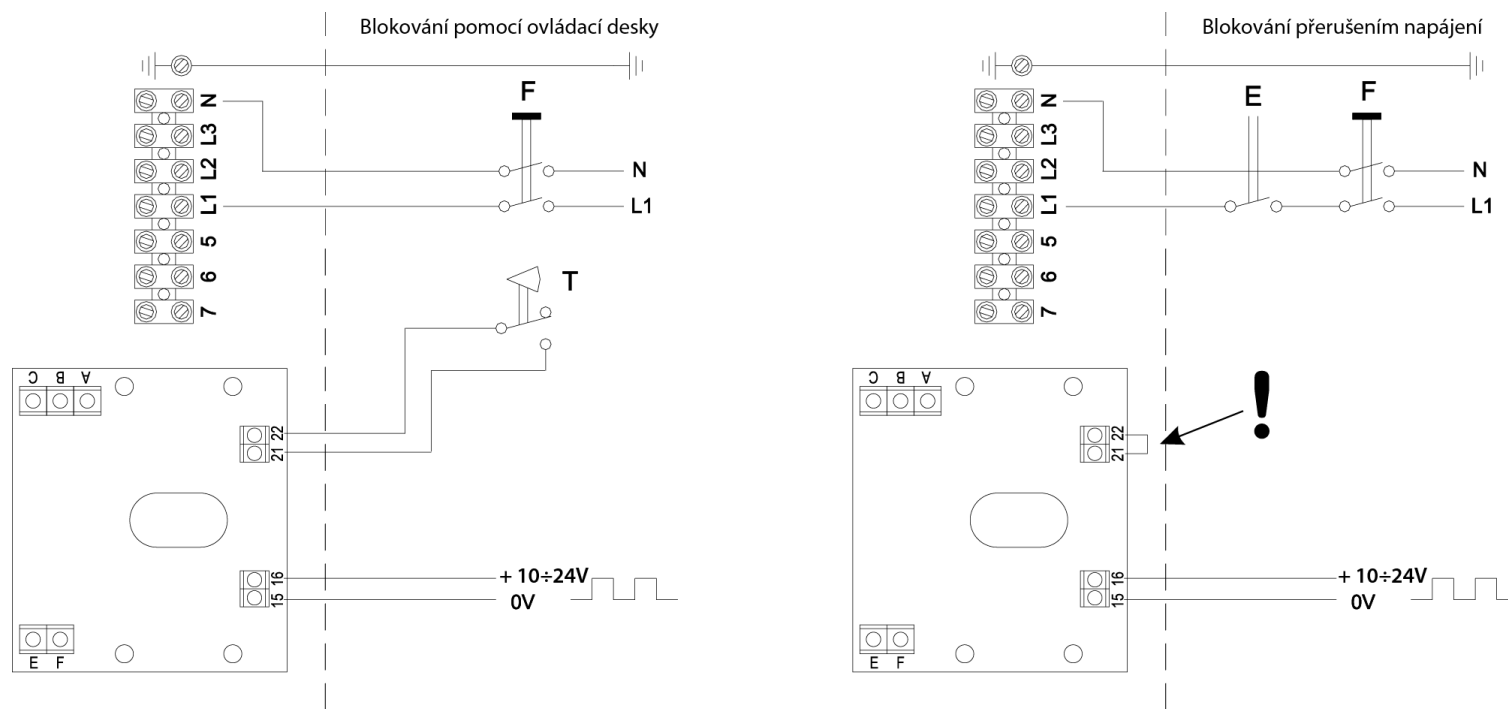 Blokování pomocí ovládací desky
F
N
L3
L2
L1
5
6
7
N
L1
T
C B A
22
21
16
15
+ 10÷24V
0V
E F
Blokování přerušením napájení
E F
N
L3
L2
L1
5
6
7
N
L1
C B A
!
22
21
16
15
+ 10÷24V
0V
E F